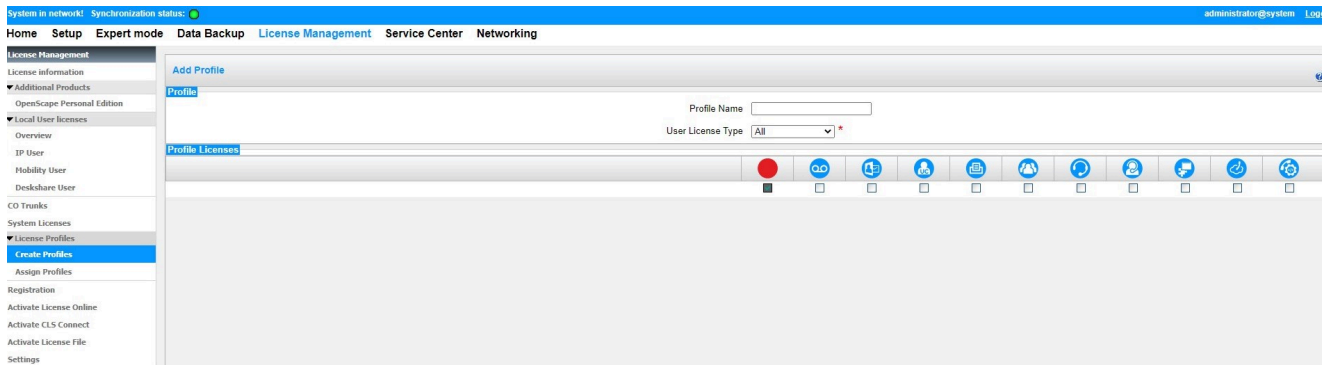 System in network! Synchronization status:
administrator@system
Home Setup Expert mode Data Backup License Management Service Center Networking
License Management
License information
Additional Products
OpenScape Personal Edition
Local User licenses
Overview
IP User
Mobility User
Deskshare User
CO Trunks
System Licenses
License Profiles
Create Profiles
Assign Profiles
Registration
Activate License Online
Activate CLS Connect
Activate License File
Settings
Add Profile
Profile
Profile Name
User License Type All *
Profile Licenses